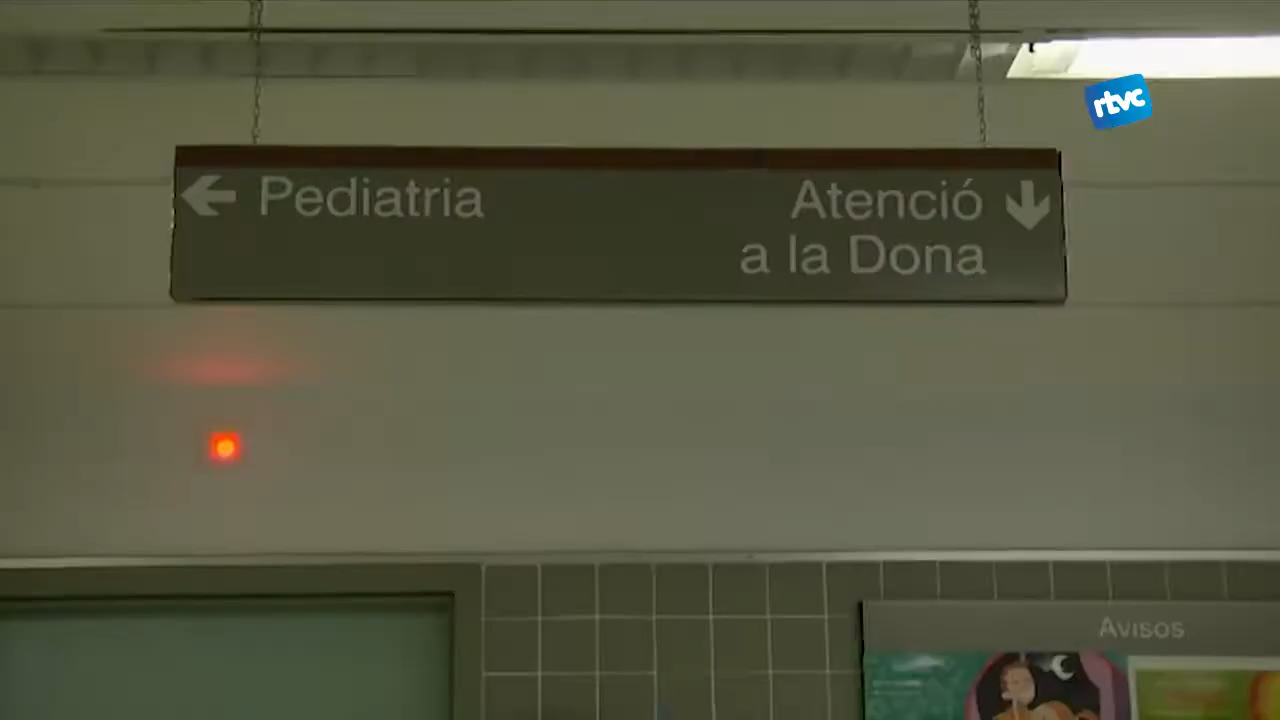 rtvc
Pediatria
Atenció
a la Dona
Avisos